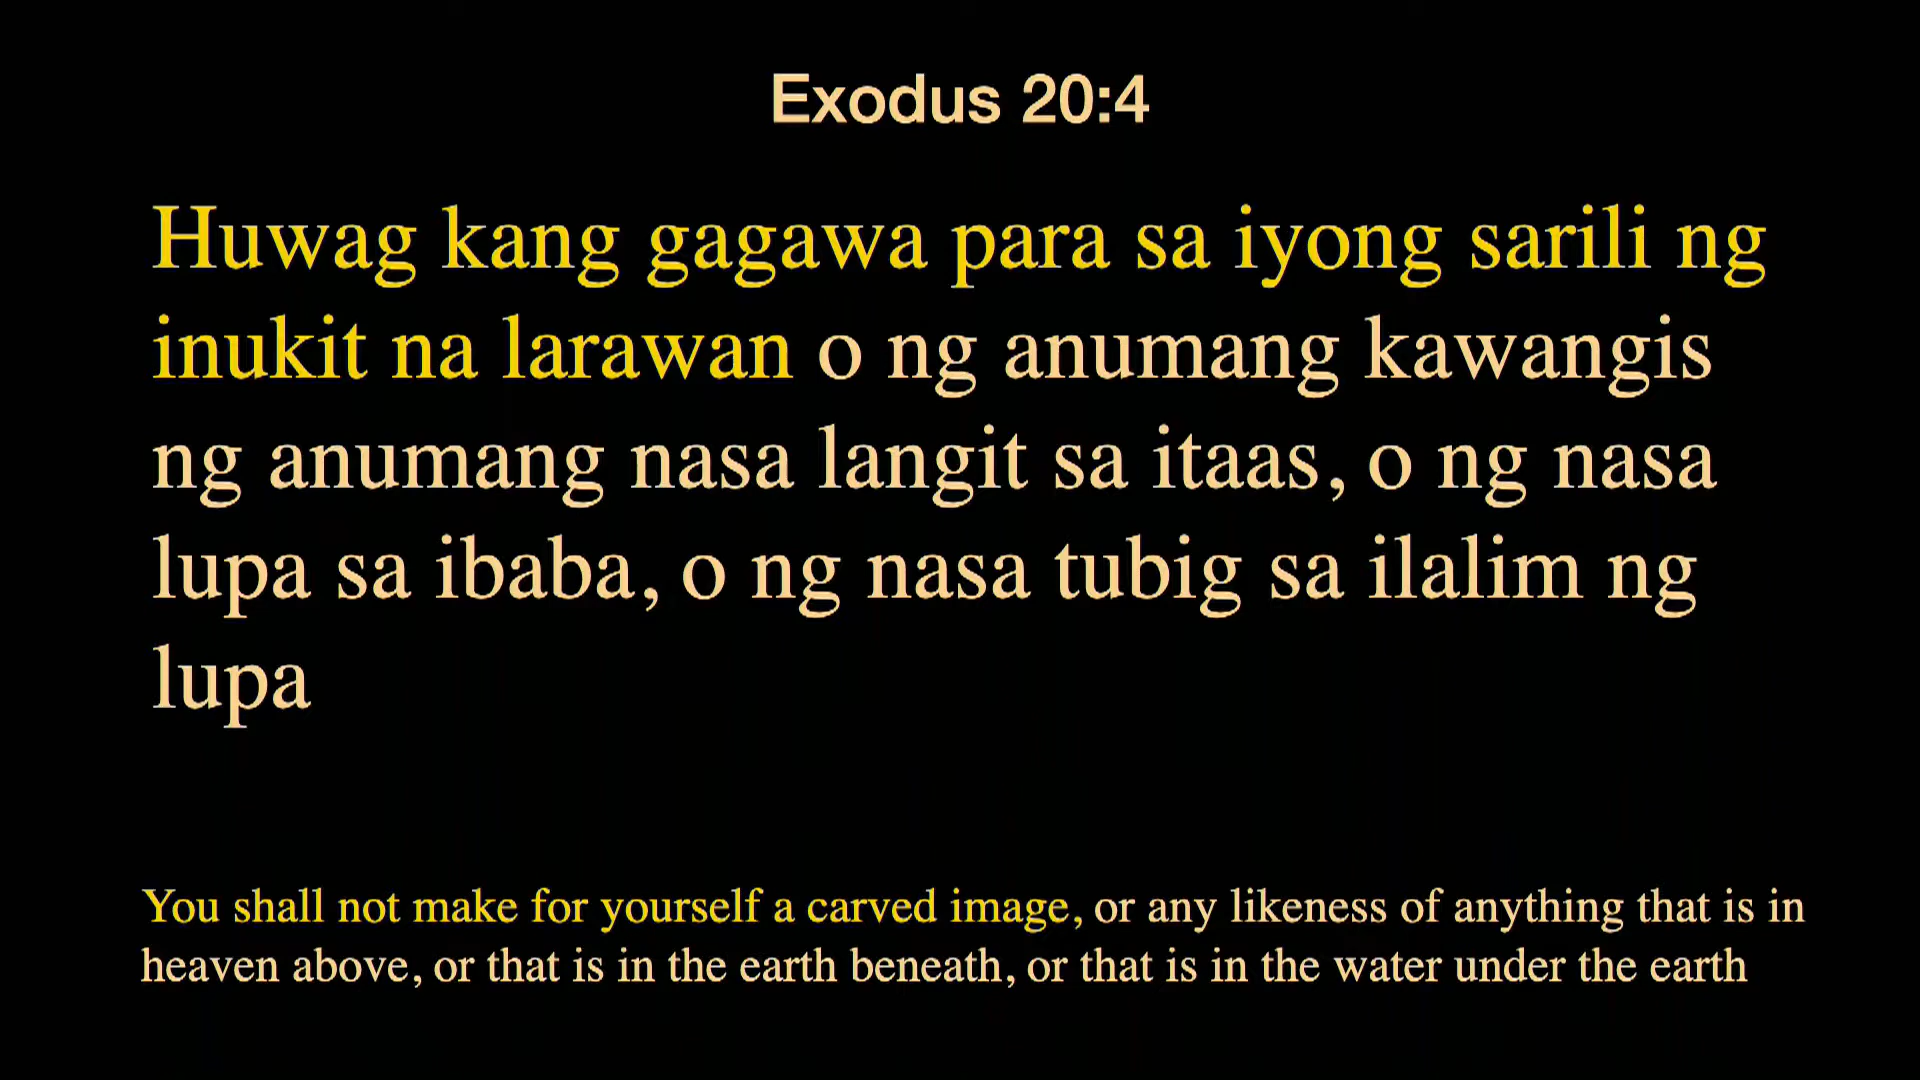 Exodus 20:4
Huwag kang gagawa para sa iyong sarili ng
inukit na larawan o ng anumang kawangis
ng anumang nasa langit sa itaas, o ng nasa
lupa sa ibaba, o ng nasa tubig sa ilalim ng
lupa
You shall not make for yourself a carved image, or any likeness of anything that is in
heaven above, or that is in the earth beneath, or that is in the water under the earth